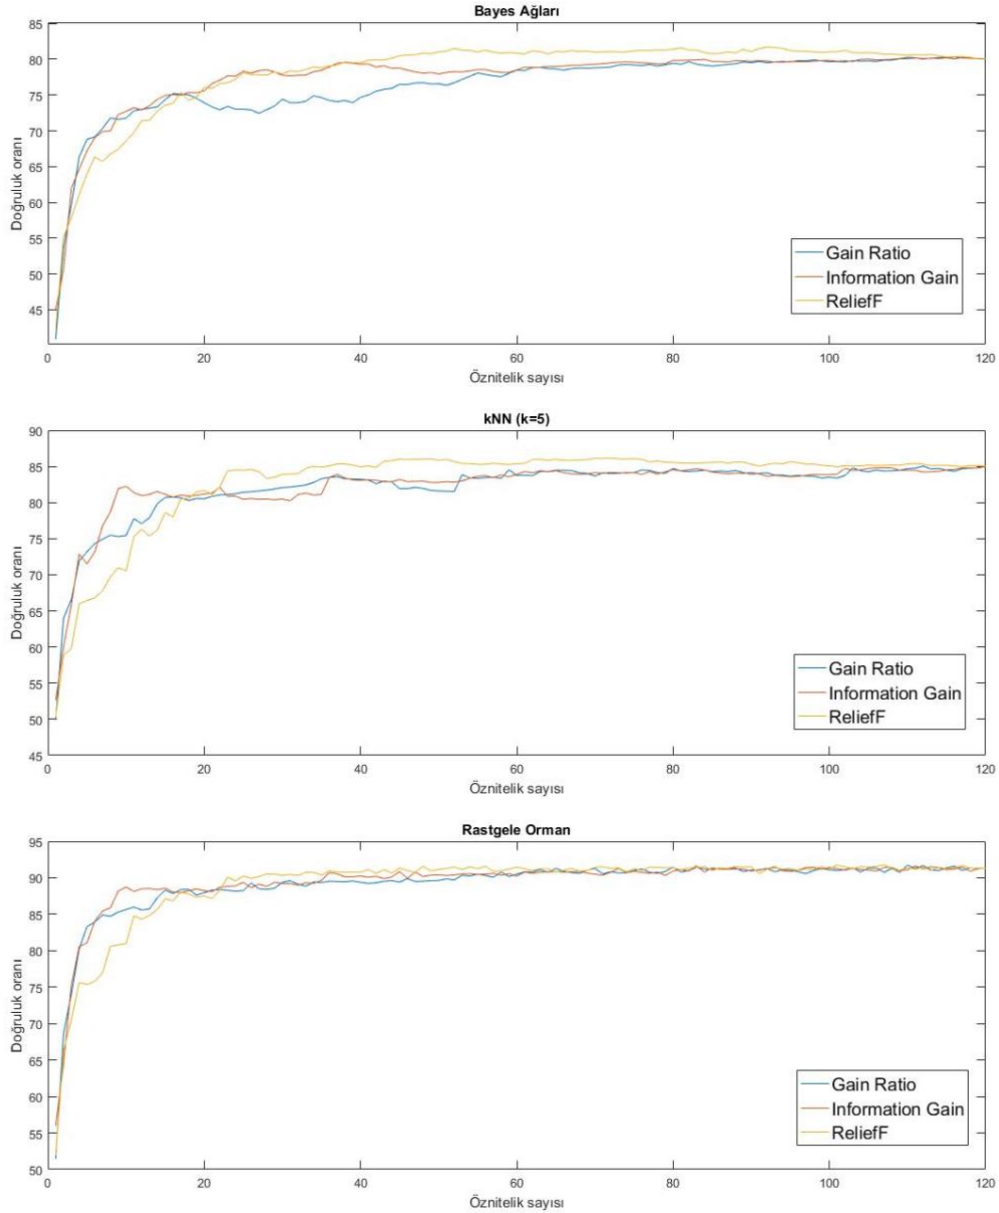 Bayes Ağları
85
80
75
70
65
60
55
50
45
Doğruluk oranı
Gain Ratio
Information Gain
ReliefF
0 20 40 60 80 100 120
Öznitelik sayısı
kNN (k=5)
90
85
80
75
70
65
60
55
50
45
Doğruluk oranı
Gain Ratio
Information Gain
ReliefF
0 20 40 60 80 100 120
Öznitelik sayısı
Rastgele Orman
95
90
85
80
75
70
65
60
55
50
Doğruluk oranı
Gain Ratio
Information Gain
ReliefF
0 20 40 60 80 100 120
Öznitelik sayısı